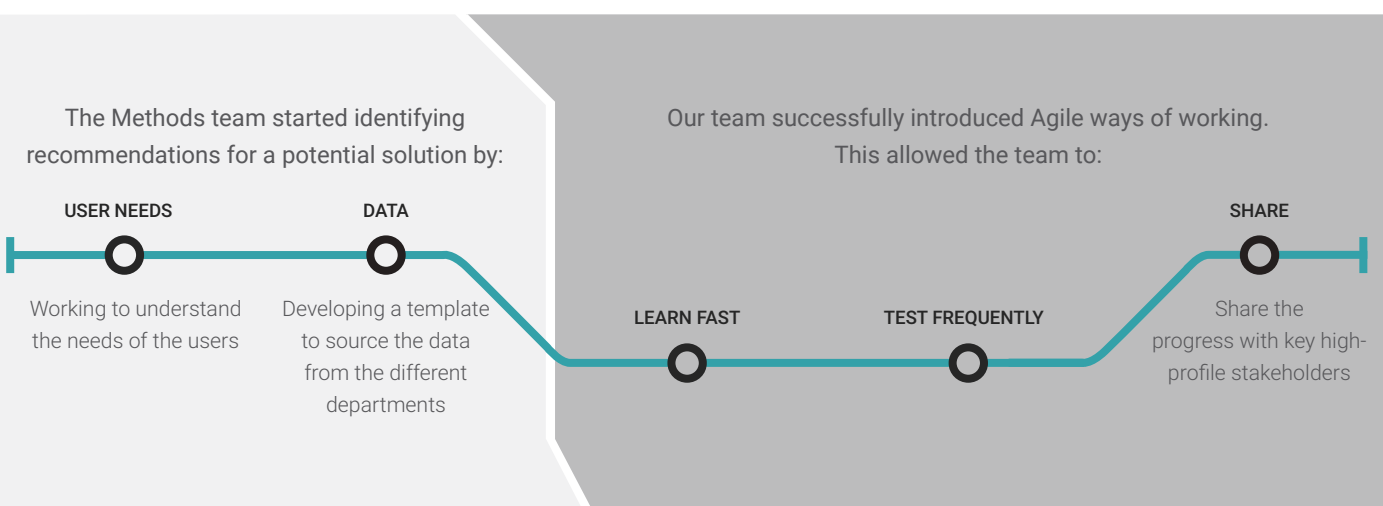 The Methods team started identifying
recommendations for a potential solution by:
USER NEEDS
Working to understand
the needs of the users
DATA
Developing a template
to source the data
from the different
departments
Our team successfully introduced Agile ways of working.
This allowed the team to:
LEARN FAST
TEST FREQUENTLY
SHARE
Share the
progress with key high-
profile stakeholders